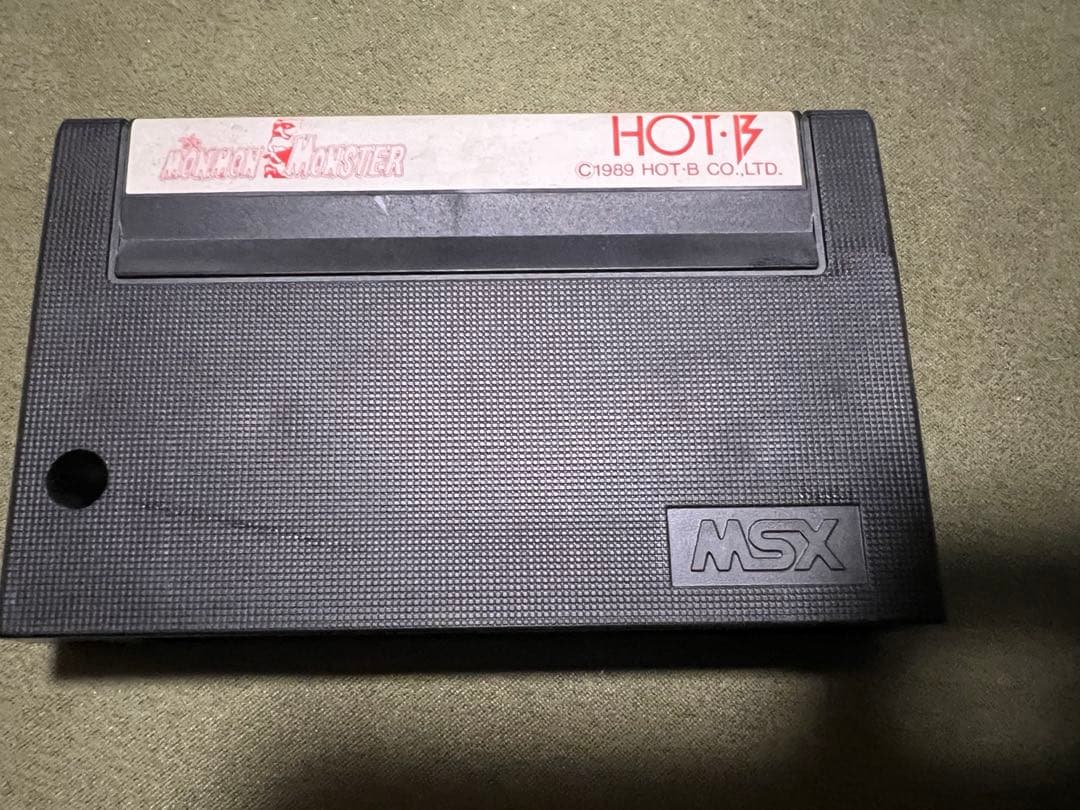 MONMON MONSTER
HOT·B
©1989 HOT·B CO.,LTD.
MSX